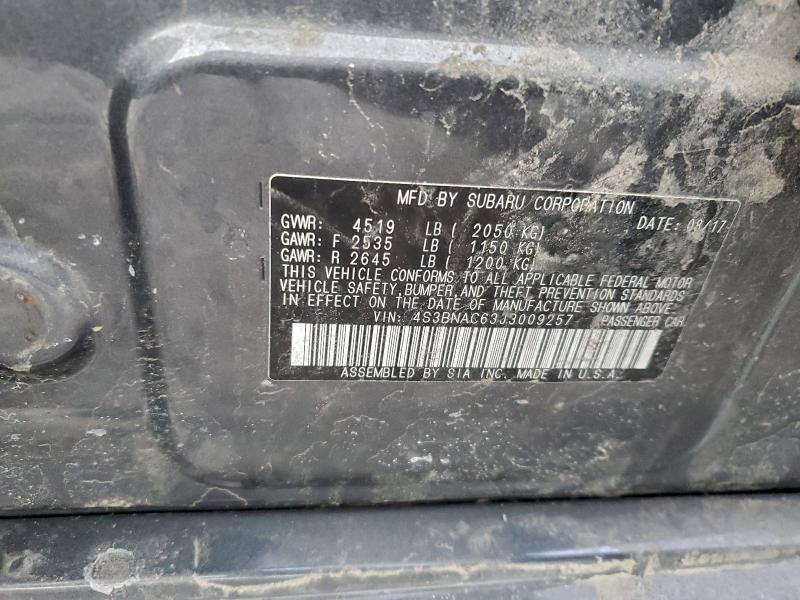 MFD BY SUBARU CORPORATION DATE: 08/17
GVWR: 4519 LB ( 2050 KG)
GAWR: F 2535 LB ( 1150 KG)
GAWR: R 2645 LB ( 1200 KG)
THIS VEHICLE CONFORMS TO ALL APPLICABLE FEDERAL MOTOR
VEHICLE SAFETY, BUMPER, AND THEFT PREVENTION STANDARDS
IN EFFECT ON THE DATE OF MANUFACTURE SHOWN ABOVE.
VIN: 4S3BNAC63J3009257 PASSENGER CAR
ASSEMBLED BY SIA INC. MADE IN U.S.A.